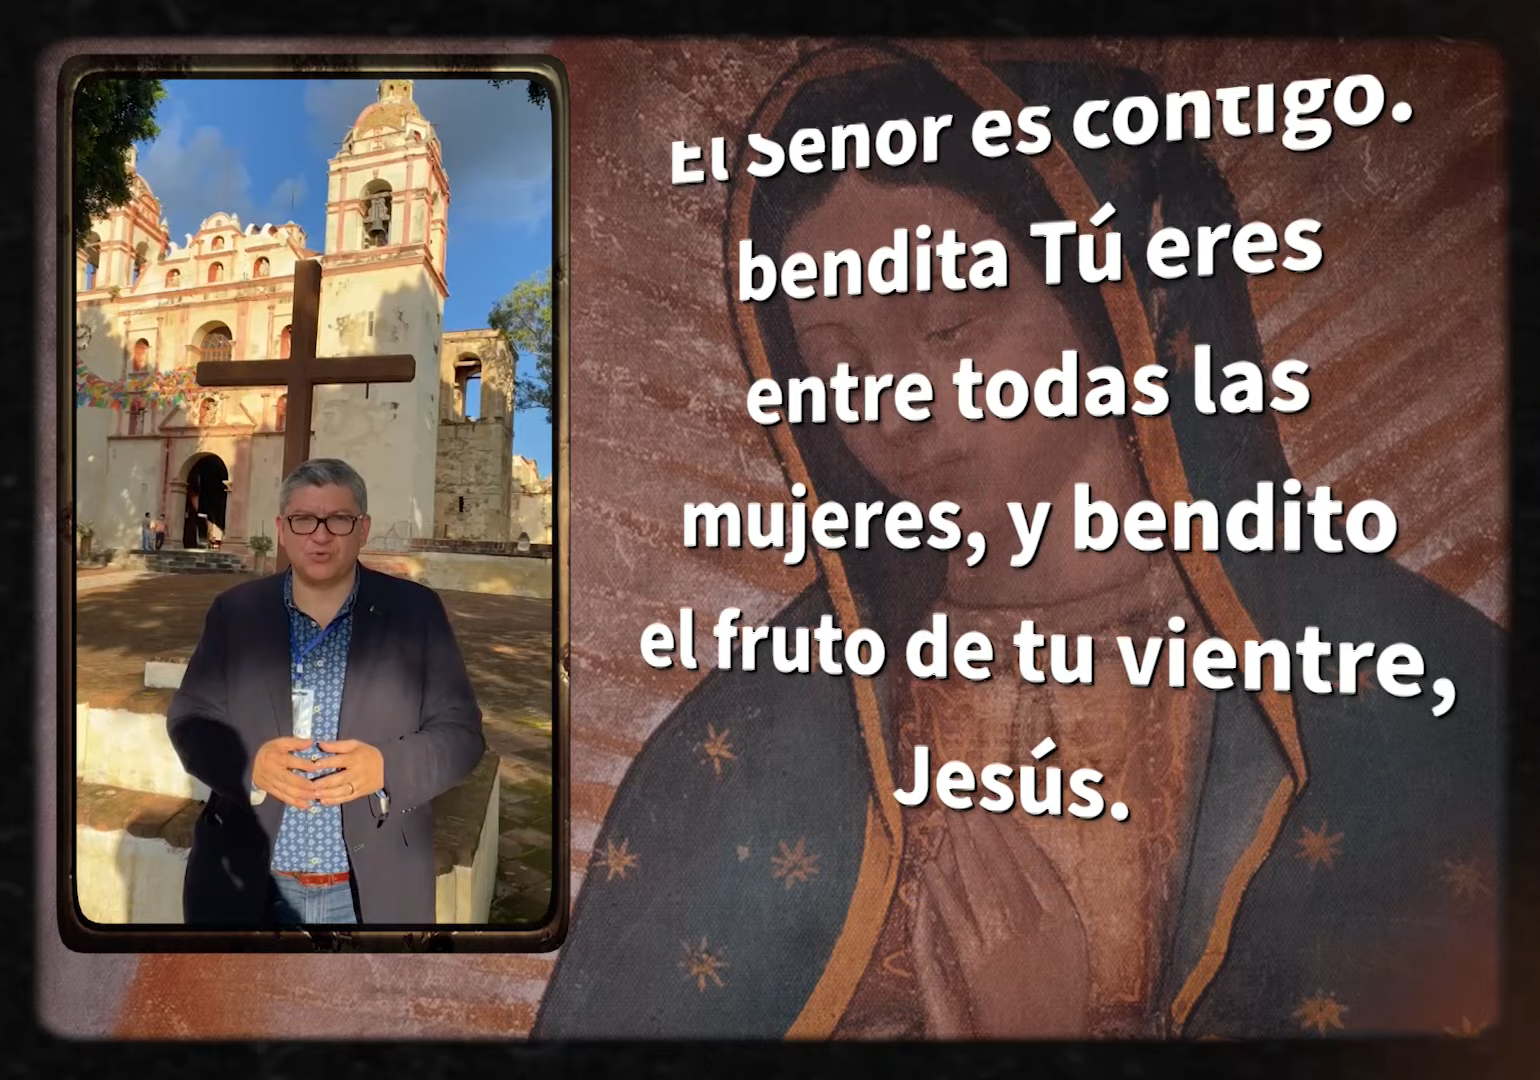 El Señor es contigo.
bendita Tú eres
entre todas las
mujeres, y bendito
el fruto de tu vientre,
Jesús.